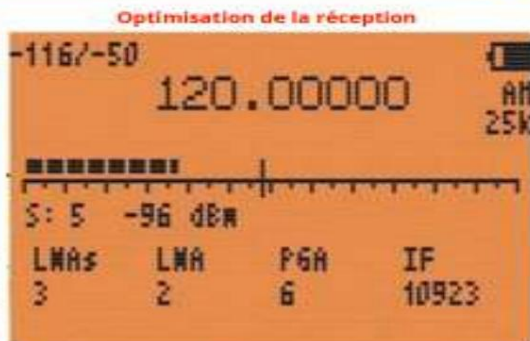 Optimisation de la réception
-116/-50
120.00000
AM
25k
S: 5 -96 dBm
LNAs LNA PGA IF
3 2 6 10923